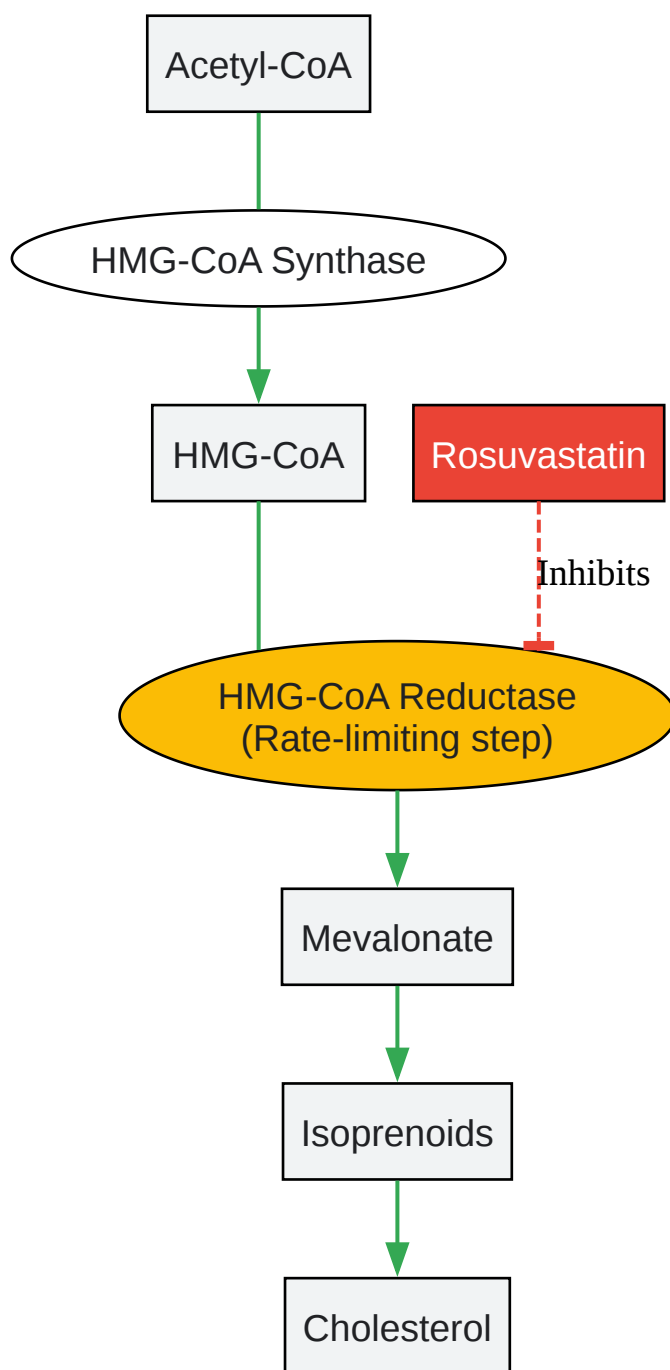 Acetyl-CoA
HMG-CoA Synthase
HMG-CoA
Rosuvastatin
Inhibits
HMG-CoA Reductase
(Rate-limiting step)
Mevalonate
Isoprenoids
Cholesterol